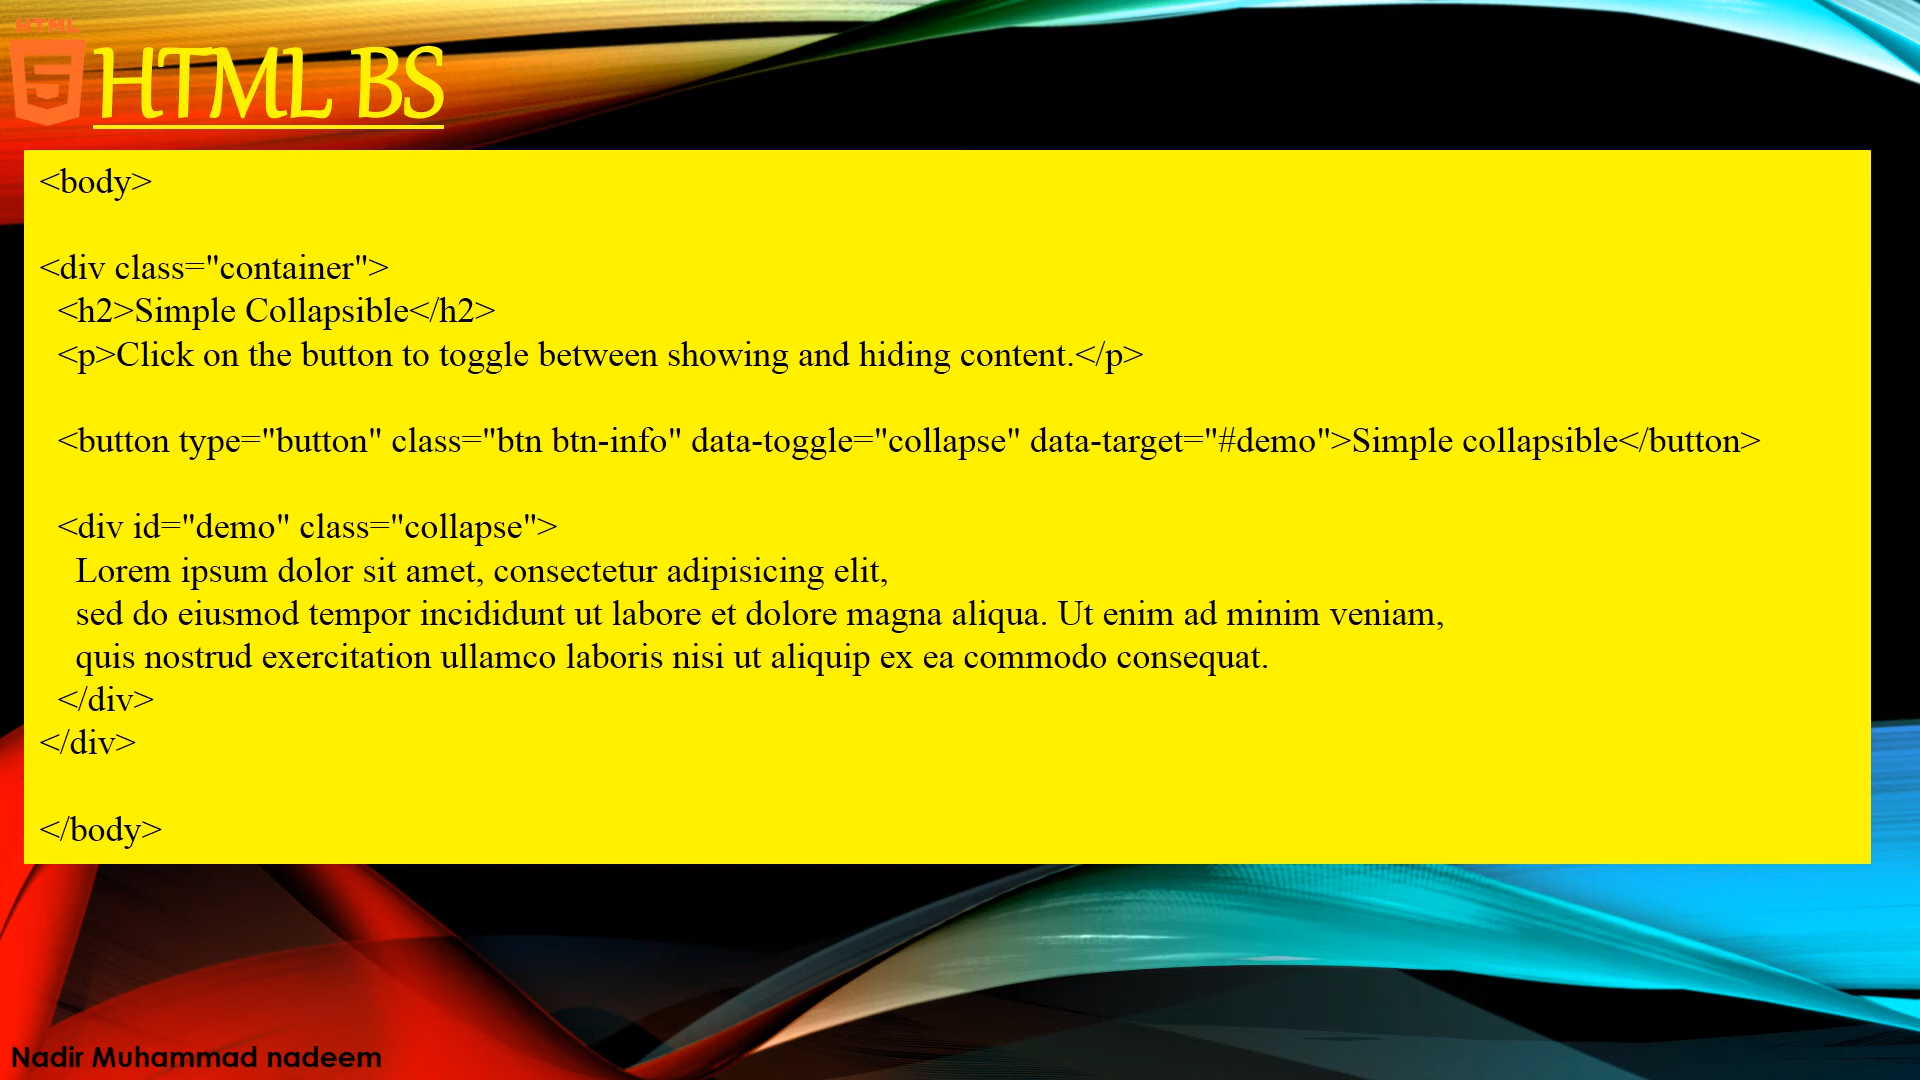 HTML
5
HTML BS
<body>
<div class="container">
<h2>Simple Collapsible</h2>
<p>Click on the button to toggle between showing and hiding content.</p>
<button type="button" class="btn btn-info" data-toggle="collapse" data-target="#demo">Simple collapsible</button>
<div id="demo" class="collapse">
Lorem ipsum dolor sit amet, consectetur adipisicing elit,
sed do eiusmod tempor incididunt ut labore et dolore magna aliqua. Ut enim ad minim veniam,
quis nostrud exercitation ullamco laboris nisi ut aliquip ex ea commodo consequat.
</div>
</div>
</body>
Nadir Muhammad nadeem